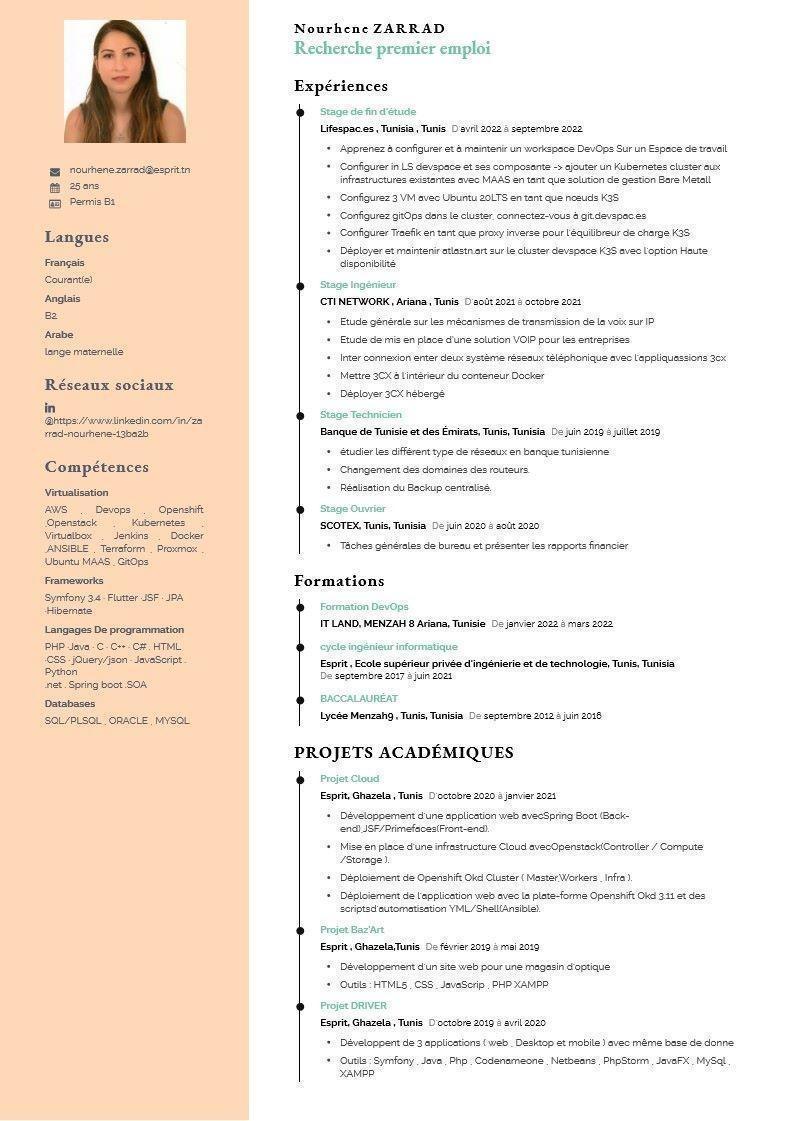 nourhene.zarrad@esprit.tn
25 ans
Permis B1
Langues
Français
Courant(e)
Anglais
B2
Arabe
lange maternelle
Réseaux sociaux
in
@https://www.linkedin.com/in/za
rrad-nourhene-13ba2b
Compétences
Virtualisation
AWS , Devops , Openshift
,Openstack , Kubernetes ,
Virtualbox , Jenkins , Docker
,ANSIBLE , Terraform , Proxmox ,
Ubuntu MAAS , GitOps
Frameworks
Symfony 3.4 · Flutter ·JSF · JPA
·Hibernate
Langages De programmation
PHP ·Java · C · C++ · C# . HTML
·CSS · jQuery/json · JavaScript .
Python
.net . Spring boot .SOA
Databases
SQL/PLSQL , ORACLE , MYSQL
Nourhene ZARRAD
Recherche premier emploi
Expériences
Stage de fin d'étude
Lifespac.es , Tunisia , Tunis D'avril 2022 à septembre 2022
• Apprenez à configurer et à maintenir un workspace DevOps Sur un Espace de travail
• Configurer in LS devspace et ses composante -> ajouter un Kubernetes cluster aux
infrastructures existantes avec MAAS en tant que solution de gestion Bare Metall
• Configurez 3 VM avec Ubuntu 20LTS en tant que nœuds K3S
• Configurez gitOps dans le cluster, connectez-vous à git.devspac.es
• Configurer Traefik en tant que proxy inverse pour l'équilibreur de charge K3S
• Déployer et maintenir atlastn.art sur le cluster devspace K3S avec l'option Haute
disponibilité
Stage Ingénieur
CTI NETWORK , Ariana , Tunis D'août 2021 à octobre 2021
• Etude générale sur les mécanismes de transmission de la voix sur IP
• Etude de mis en place d'une solution VOIP pour les entreprises
• Inter connexion enter deux système réseaux téléphonique avec l'appliquassions 3cx
• Mettre 3CX à l'intérieur du conteneur Docker
• Déployer 3CX hébergé
Stage Technicien
Banque de Tunisie et des Émirats, Tunis, Tunisia De juin 2019 à juillet 2019
• étudier les différent type de réseaux en banque tunisienne
• Changement des domaines des routeurs.
• Réalisation du Backup centralisé.
Stage Ouvrier
SCOTEX, Tunis, Tunisia De juin 2020 à août 2020
• Tâches générales de bureau et présenter les rapports financier
Formations
Formation DevOps
IT LAND, MENZAH 8 Ariana, Tunisie De janvier 2022 à mars 2022
cycle ingénieur informatique
Esprit , Ecole supérieur privée d'ingénierie et de technologie, Tunis, Tunisia
De septembre 2017 à juin 2021
BACCALAURÉAT
Lycée Menzah9 , Tunis, Tunisia De septembre 2012 à juin 2016
PROJETS ACADÉMIQUES
Projet Cloud
Esprit, Ghazela , Tunis D'octobre 2020 à janvier 2021
• Développement d'une application web avecSpring Boot (Back-
end),JSF/Primefaces(Front-end).
• Mise en place d'une infrastructure Cloud avecOpenstack(Controller / Compute
/Storage ).
• Déploiement de Openshift Okd Cluster ( Master,Workers , Infra ).
• Déploiement de l'application web avec la plate-forme Openshift Okd 3.11 et des
scriptsd'automatisation YML/Shell(Ansible).
Projet Baz'Art
Esprit , Ghazela,Tunis De février 2019 à mai 2019
• Développement d'un site web pour une magasin d'optique
• Outils : HTML5 , CSS , JavaScrip , PHP XAMPP
Projet DRIVER
Esprit, Ghazela , Tunis D'octobre 2019 à avril 2020
• Développent de 3 applications ( web , Desktop et mobile ) avec même base de donne
• Outils : Symfony , Java , Php , Codenameone , Netbeans , PhpStorm , JavaFX , MySql ,
XAMPP